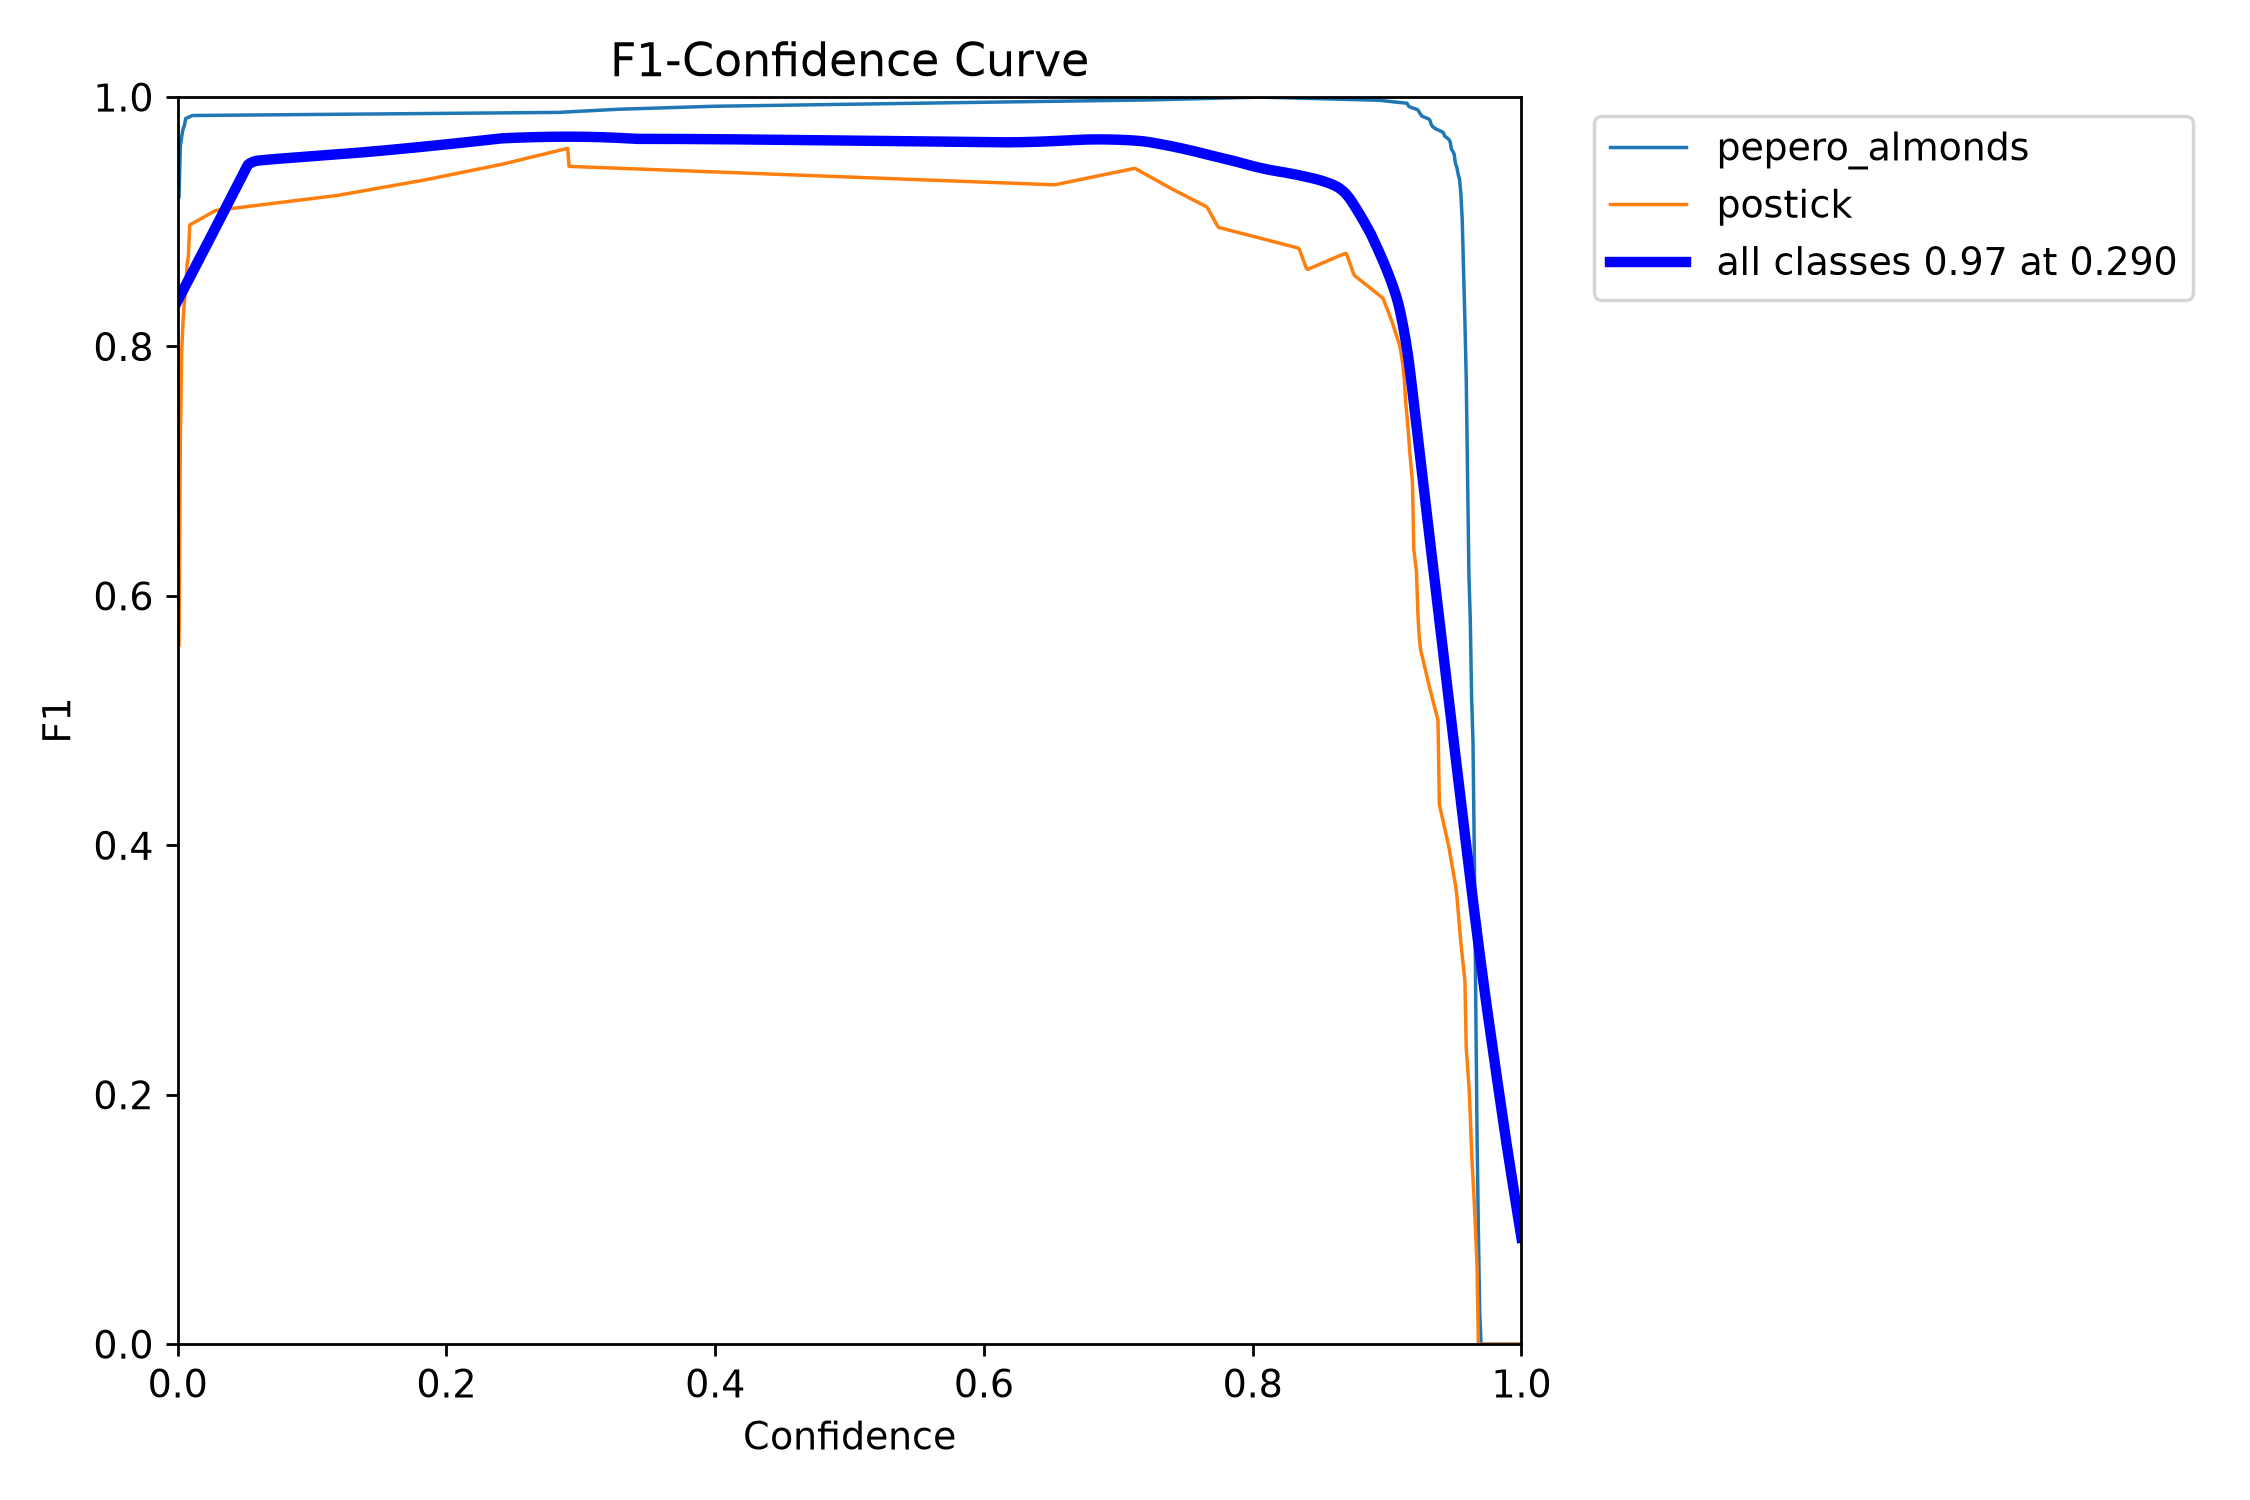 F1-Confidence Curve
1.0
0.8
0.6
0.4
0.2
0.0
F1
0.0 0.2 0.4 0.6 0.8 1.0
Confidence
pepero_almonds
postick
all classes 0.97 at 0.290